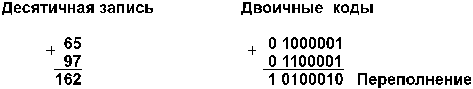 Десятичная запись Двоичные коды
+ 65 + 0 1000001
97 0 1100001
162 1 0100010 Переполнение